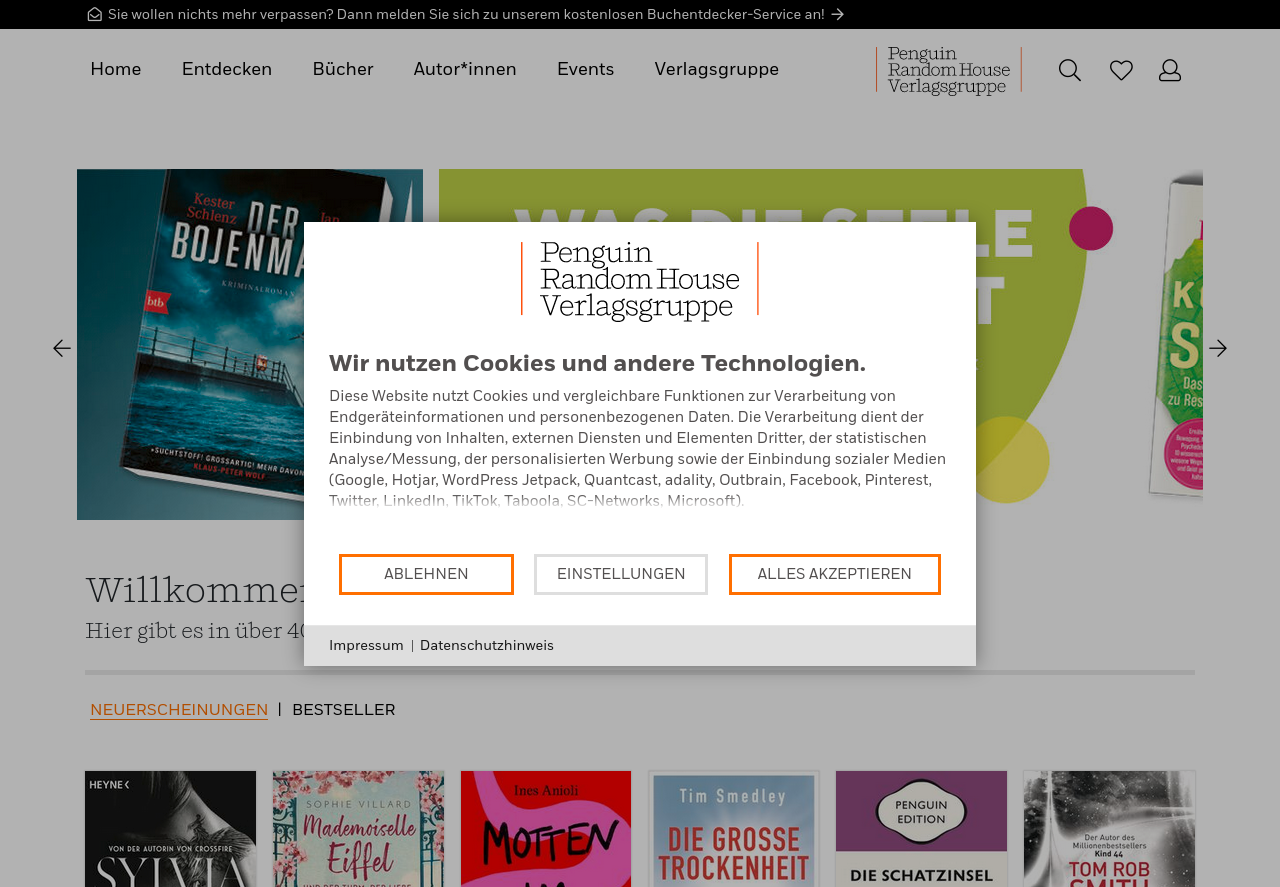 Sie wollen nichts mehr verpassen? Dann melden Sie sich zu unserem kostenlosen Buchentdecker-Service an!
Home
Entdecken
Bücher
Autor*innen
Events
Verlagsgruppe
Penguin
Random House
Verlagsgruppe
Kester
Schlenz
Jan
DER
BOJENMA
KRIMINALROMAN
btb
»SUCHTSTOFF! GROSSARTIG! MEHR DAVON
KLAUS-PETER WOLF
WAS DIE SEELE
T
S
Das
zu Res
Penguin
Random House
Verlagsgruppe
Wir nutzen Cookies und andere Technologien.
Diese Website nutzt Cookies und vergleichbare Funktionen zur Verarbeitung von
Endgeräteinformationen und personenbezogenen Daten. Die Verarbeitung dient der
Einbindung von Inhalten, externen Diensten und Elementen Dritter, der statistischen
Analyse/Messung, der personalisierten Werbung sowie der Einbindung sozialer Medien
(Google, Hotjar, WordPress Jetpack, Quantcast, adality, Outbrain, Facebook, Pinterest,
Twitter, LinkedIn, TikTok, Taboola, SC-Networks, Microsoft).
ABLEHNEN
EINSTELLUNGEN
ALLES AKZEPTIEREN
Impressum | Datenschutzhinweis
Willkommen
Hier gibt es in über 40
NEUERSCHEINUNGEN | BESTSELLER
HEYNE
VON DER AUTORIN VON CROSSFIRE
SYLVIA
SOPHIE VILLARD
Mademoiselle
Eiffel
UND DER TURM DER LIEBE
Ines Anioli
MOTTEN
Tim Smedley
DIE GROSSE
TROCKENHEIT
PENGUIN
EDITION
DIE SCHATZINSEL
Der Autor des
Millionenbestsellers
Kind 44
TOM ROB
SMITH